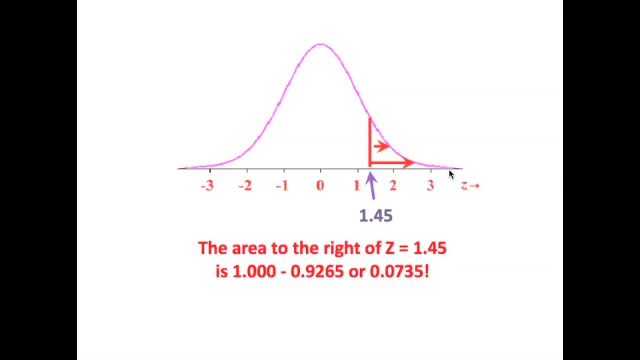 -3 -2 -1 0 1 2 3 z→
1.45
The area to the right of Z = 1.45
is 1.000 - 0.9265 or 0.0735!